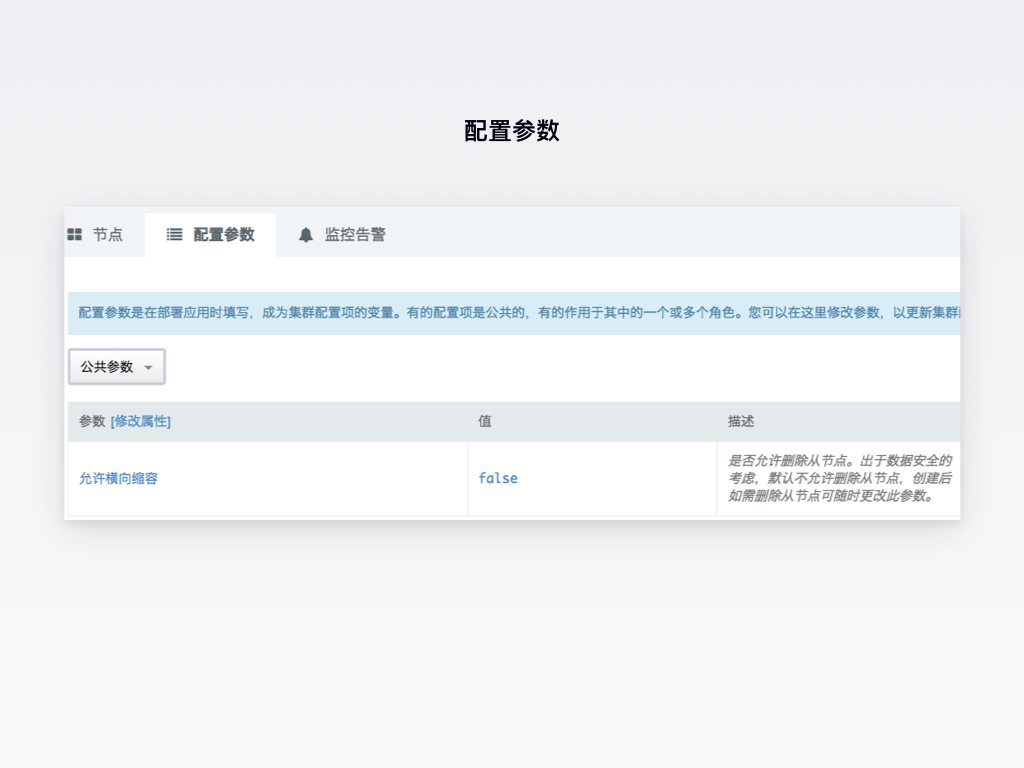 配置参数
节点
配置参数
监控告警
配置参数是在部署应用时填写，成为集群配置项的变量。有的配置项是公共的，有的作用于其中的一个或多个角色。您可以在这里修改参数，以更新集群
公共参数
参数 [修改属性]
值
描述
允许横向缩容
false
是否允许删除从节点。出于数据安全的
考虑，默认不允许删除从节点，创建后
如需删除从节点可随时更改此参数。